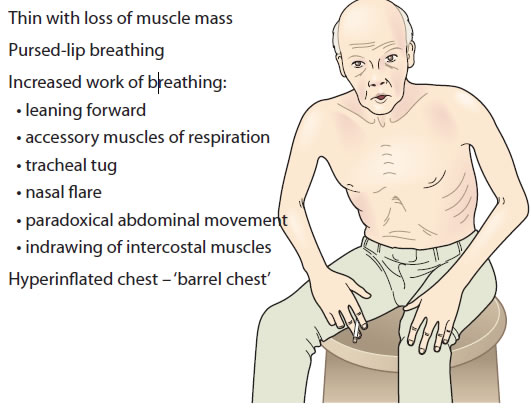 Thin with loss of muscle mass
Pursed-lip breathing
Increased work of breathing:
• leaning forward
• accessory muscles of respiration
• tracheal tug
• nasal flare
• paradoxical abdominal movement
• indrawing of intercostal muscles
Hyperinflated chest – ‘barrel chest’